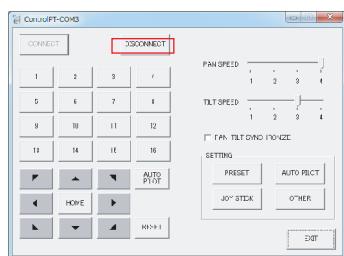 ControlPT-COM3
CONNECT
DISCONNECT
1 2 3 4
5 6 7 8
9 10 11 12
13 14 15 16
AUTO PILOT
HOME
RESET
PAN SPEED
1 2 3 4
TILT SPEED
1 2 3 4
PAN TILT SYNCHRONIZE
SETTING
PRESET
AUTO PILOT
JOY STICK
OTHER
EXIT